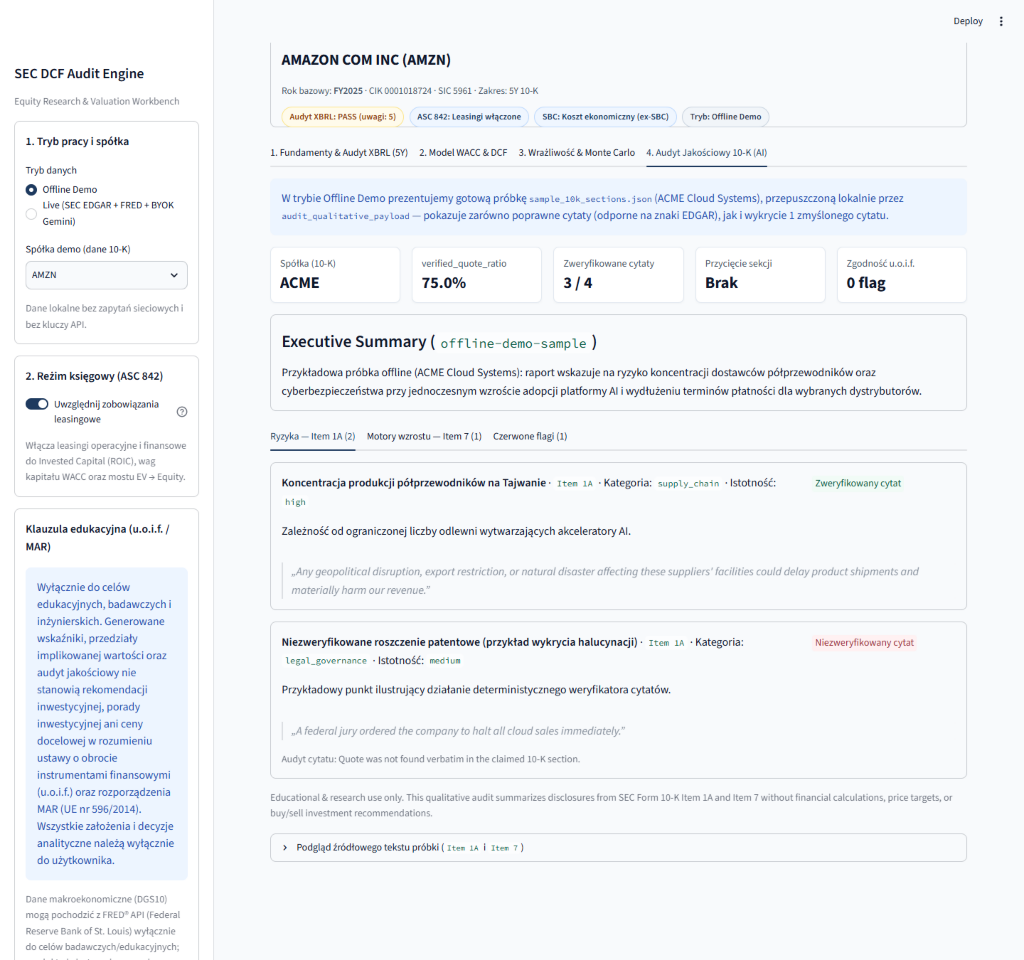 Deploy
SEC DCF Audit Engine
Equity Research & Valuation Workbench
1. Tryb pracy i spółka
Tryb danych
Offline Demo
Live (SEC EDGAR + FRED + BYOK
Gemini)
Spółka demo (dane 10-K)
AMZN
Dane lokalne bez zapytań sieciowych i
bez kluczy API.
2. Reżim księgowy (ASC 842)
Uwzględnij zobowiązania
leasingowe
Włącza leasingi operacyjne i finansowe
do Invested Capital (ROIC), wag
kapitału WACC oraz mostu EV → Equity.
Klauzula edukacyjna (u.o.i.f. /
MAR)
Wyłącznie do celów
edukacyjnych, badawczych i
inżynierskich. Generowane
wskaźniki, przedziały
implikowanej wartości oraz
audyt jakościowy nie
stanowią rekomendacji
inwestycyjnej, porady
inwestycyjnej ani ceny
docelowej w rozumieniu
ustawy o obrocie
instrumentami finansowymi
(u.o.i.f.) oraz rozporządzenia
MAR (UE nr 596/2014).
Wszystkie założenia i decyzje
analityczne należą wyłącznie
do użytkownika.
Dane makroekonomiczne (DGS10)
mogą pochodzić z FRED® API (Federal
Reserve Bank of St. Louis) wyłącznie
do celów badawczych/edukacyjnych;
AMAZON COM INC (AMZN)
Rok bazowy: FY2025 · CIK 0001018724 · SIC 5961 · Zakres: 5Y 10-K
Audyt XBRL: PASS (uwagi: 5)
ASC 842: Leasingi włączone
SBC: Koszt ekonomiczny (ex-SBC)
Tryb: Offline Demo
1. Fundamenty & Audyt XBRL (5Y)
2. Model WACC & DCF
3. Wrażliwość & Monte Carlo
4. Audyt Jakościowy 10-K (AI)
W trybie Offline Demo prezentujemy gotową próbkę sample_10k_sections.json (ACME Cloud Systems), przepuszczoną lokalnie przez
audit_qualitative_payload — pokazuje zarówno poprawne cytaty (odporne na znaki EDGAR), jak i wykrycie 1 zmyślonego cytatu.
Spółka (10-K)
ACME
verified_quote_ratio
75.0%
Zweryfikowane cytaty
3 / 4
Przycięcie sekcji
Brak
Zgodność u.o.i.f.
0 flag
Executive Summary ( offline-demo-sample )
Przykładowa próbka offline (ACME Cloud Systems): raport wskazuje na ryzyko koncentracji dostawców półprzewodników oraz
cyberbezpieczeństwa przy jednoczesnym wzroście adopcji platformy AI i wydłużeniu terminów płatności dla wybranych dystrybutorów.
Ryzyka — Item 1A (2)
Motory wzrostu — Item 7 (1)
Czerwone flagi (1)
Koncentracja produkcji półprzewodników na Tajwanie · Item 1A · Kategoria: supply_chain · Istotność:
high
Zweryfikowany cytat
Zależność od ograniczonej liczby odlewni wytwarzających akceleratory AI.
„Any geopolitical disruption, export restriction, or natural disaster affecting these suppliers' facilities could delay product shipments and
materially harm our revenue.”
Niezweryfikowane roszczenie patentowe (przykład wykrycia halucynacji) · Item 1A · Kategoria:
legal_governance · Istotność: medium
Niezweryfikowany cytat
Przykładowy punkt ilustrujący działanie deterministycznego weryfikatora cytatów.
„A federal jury ordered the company to halt all cloud sales immediately.”
Audyt cytatu: Quote was not found verbatim in the claimed 10-K section.
Educational & research use only. This qualitative audit summarizes disclosures from SEC Form 10-K Item 1A and Item 7 without financial calculations, price targets, or
buy/sell investment recommendations.
Podgląd źródłowego tekstu próbki ( Item 1A i Item 7 )